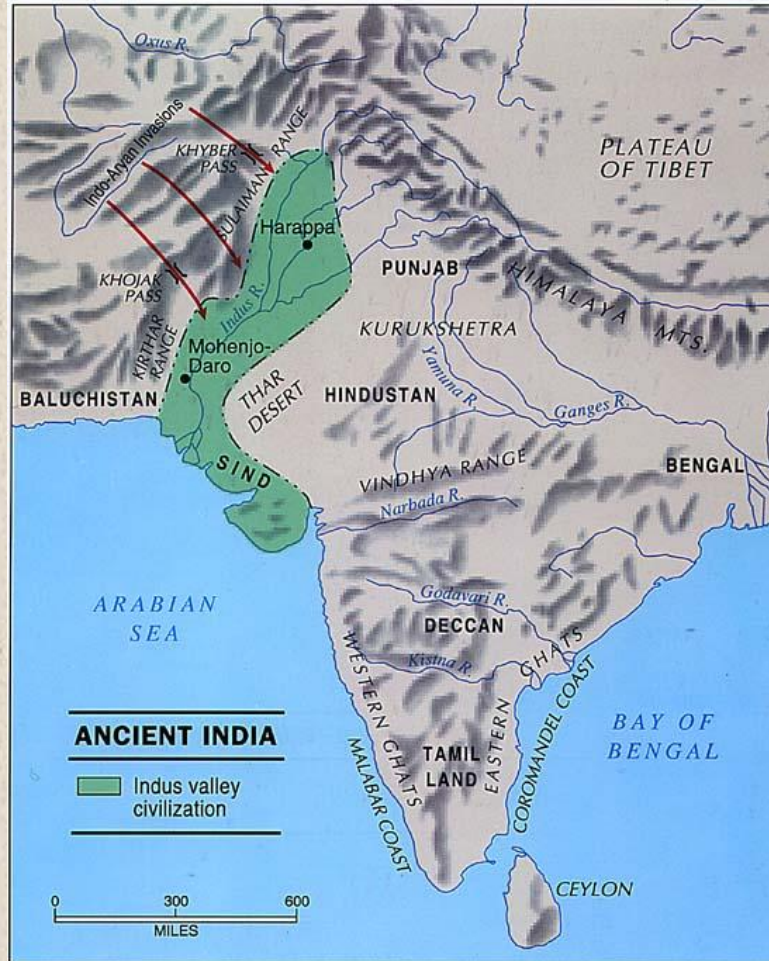 Oxus R.
Indo-Aryan Invasions
KHYBER
PASS
SULAIMAN RANGE
PLATEAU
OF TIBET
Harappa
PUNJAB
HIMALAYA MTS.
KHOJAK
PASS
Indus R.
KURUKSHETRA
KIRTHAR
RANGE
Mohenjo-
Daro
THAR
DESERT
HINDUSTAN
Yamuna R.
Ganges R.
BALUCHISTAN
SIND
VINDHYA RANGE
BENGAL
Narbada R.
ARABIAN
SEA
Godavari R.
DECCAN
Kistna R.
WESTERN GHATS
EASTERN GHATS
COROMANDEL COAST
BAY OF
BENGAL
ANCIENT INDIA
Indus valley
civilization
TAMIL
LAND
MALABAR COAST
CEYLON
0 300 600
MILES